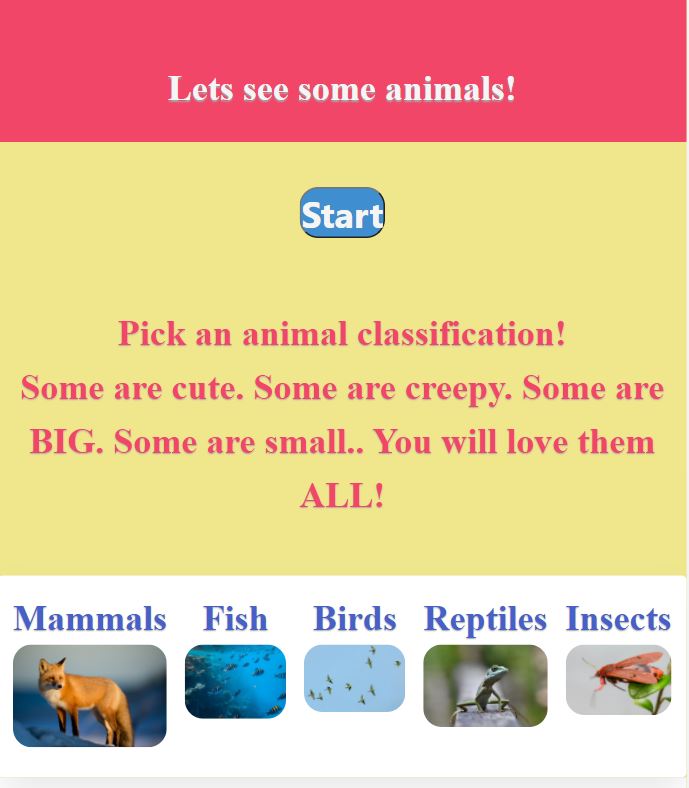 Lets see some animals!
Start
Pick an animal classification!
Some are cute. Some are creepy. Some are
BIG. Some are small.. You will love them
ALL!
Mammals Fish Birds Reptiles Insects